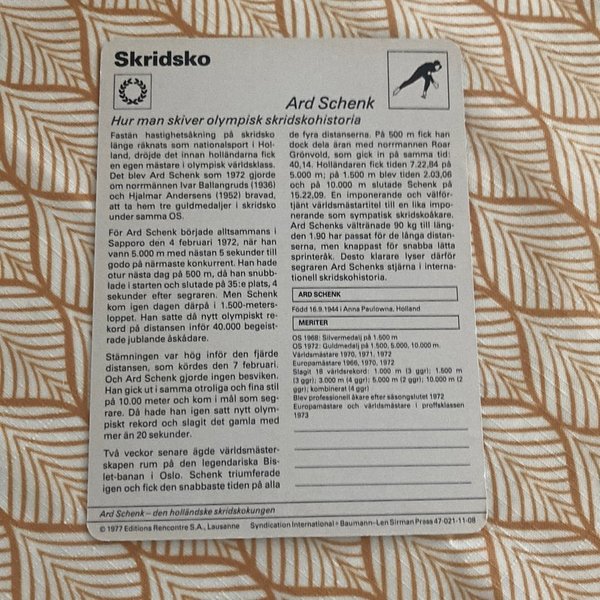 Skridsko
Ard Schenk
Hur man skiver olympisk skridskohistoria
Fastän hastighetsåkning på skridsko
länge räknats som nationalsport i Hol-
land, dröjde det innan holländarna fick
en egen mästare i olympisk världsklass.
Det blev Ard Schenk som 1972 gjorde
om norrmännen Ivar Ballangruds (1936)
och Hjalmar Andersens (1952) bravad,
att ta hem tre guldmedaljer i skridsko
under samma OS.
För Ard Schenk började alltsammans i
Sapporo den 4 februari 1972, när han
vann 5.000 m med nästan 5 sekunder till
godo på närmaste konkurrent. Han hade
otur nästa dag på 500 m, då han snubb-
lade i starten och slutade på 35:e plats, 4
sekunder efter segraren. Men Schenk
kom igen dagen därpå i 1.500-meters-
loppet. Han satte då nytt olympiskt re-
kord på distansen inför 40.000 begeist-
rade jublande åskådare.
Stämningen var hög inför den fjärde
distansen, som kördes den 7 februari.
Och Ard Schenk gjorde ingen besviken.
Han gick ut i samma otroliga och fina stil
på 10.00 meter och kom i mål som seg-
rare. Då hade han igen satt nytt olym-
piskt rekord och slagit det gamla med
mer än 20 sekunder.
Två veckor senare ägde världsmäster-
skapen rum på den legendariska Bis-
let-banan i Oslo. Schenk triumferade
igen och fick den snabbaste tiden på alla
de fyra distanserna. På 500 m fick han
dock dela äran med norrmannen Roar
Grönvold, som gick in på samma tid:
40,14. Holländaren fick tiden 7.22,84 på
5.000 m; på 1.500 m blev tiden 2.03,06
och på 10.000 m slutade Schenk på
15.22,09. En imponerande och välför-
tjänt världsmästartitel till en lika impo-
nerande som sympatisk skridskoåkare.
Ard Schenks vältränade 90 kg till läng-
den 1.90 har passat för de långa distan-
serna, men knappast för snabba lätta
sprinteråk. Desto klarare lyser därför
segraren Ard Schenks stjärna i interna-
tionell skridskohistoria.
ARD SCHENK
Född 16.9.1944 i Anna Paulowna, Holland
MERITER
OS 1968: Silvermedalj på 1.500 m
OS 1972: Guldmedalj på 1.500, 5.000, 10.000 m.
Världsmästare 1970, 1971, 1972
Europamästare 1966, 1970, 1972
Slagit 18 världsrekord: 1.000 m (3 ggr); 1.500 m
(3 ggr); 3.000 m (4 ggr); 5.000 m (2 ggr); 10.000 m (2
ggr); kombinerat (4 ggr)
Blev professionell åkare efter säsongslutet 1972
Europamästare och världsmästare i proffsklassen
1973
Ard Schenk – den holländske skridskokungen
© 1977 Editions Rencontre S.A., Lausanne Syndication International ÷ Baumann–Len Sirman Press 47-021-11-08